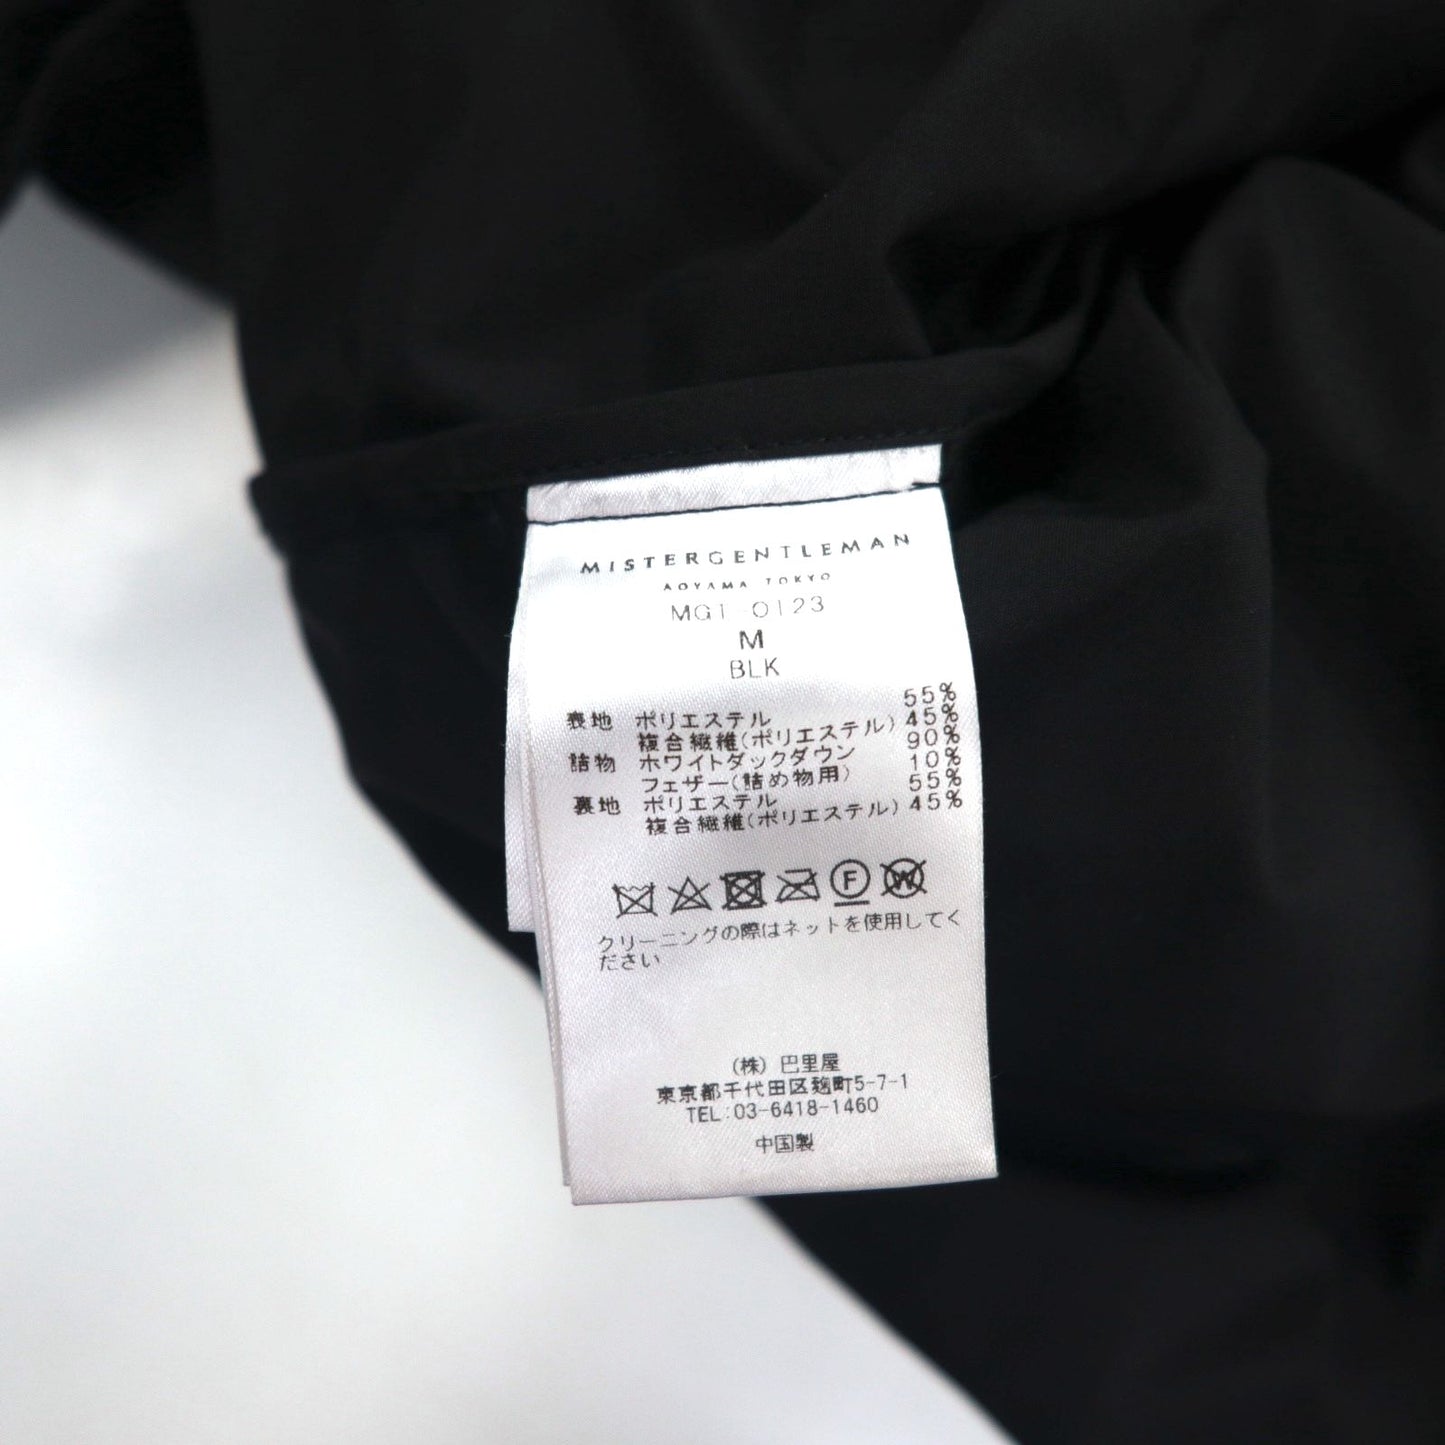 MISTERGENTLEMAN
AOYAMA TOKYO
MG1-0123
M
BLK
表地 ポリエステル 55%
複合繊維(ポリエステル) 45%
詰物 ホワイトダックダウン 90%
フェザー(詰め物用) 10%
裏地 ポリエステル 55%
複合繊維(ポリエステル) 45%
F W
クリーニングの際はネットを使用してく
ださい
(株) 巴里屋
東京都千代田区麹町5-7-1
TEL:03-6418-1460
中国製